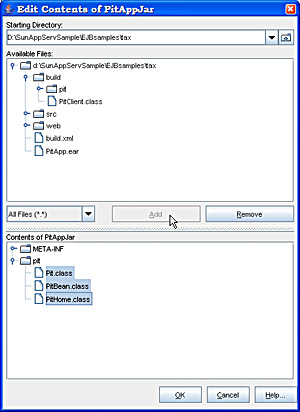 Edit Contents of PitAppJar
Starting Directory:
D:\SunAppServSample\EJBsamples\tax
Available Files:
d:\SunAppServSample\EJBsamples\tax
build
pit
PitClient.class
src
web
build.xml
PitApp.ear
All Files (*.*)
Add
Remove
Contents of PitAppJar
META-INF
pit
Pit.class
PitBean.class
PitHome.class
OK
Cancel
Help...